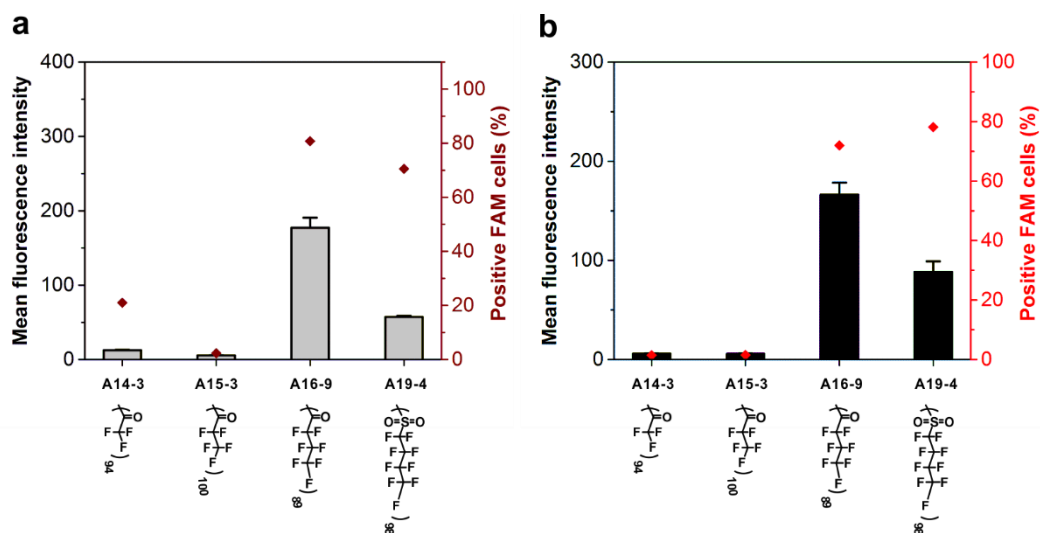 a
400
300
200
100
0
Mean fluorescence intensity
100
80
60
40
20
0
Positive FAM cells (%)
A14-3 A15-3 A16-9 A19-4
O
F F
F
94
O
F F
F F
F
100
O
F F
F F
F F
F
89
O=S=O
F F
F F
F F
F F
F
b
300
200
100
0
Mean fluorescence intensity
100
80
60
40
20
0
Positive FAM cells (%)
A14-3 A15-3 A16-9 A19-4
O
F F
F
94
O
F F
F F
F
100
O
F F
F F
F F
F
89
O=S=O
F F
F F
F F
F F
F